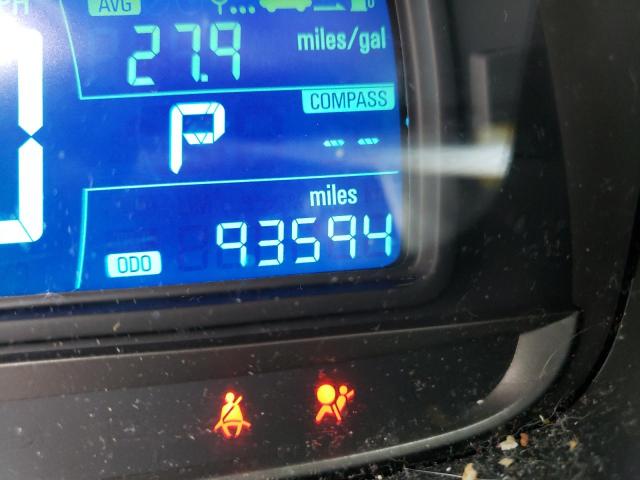 AVG
27.9 miles/gal
COMPASS
P --
miles
ODO 93594